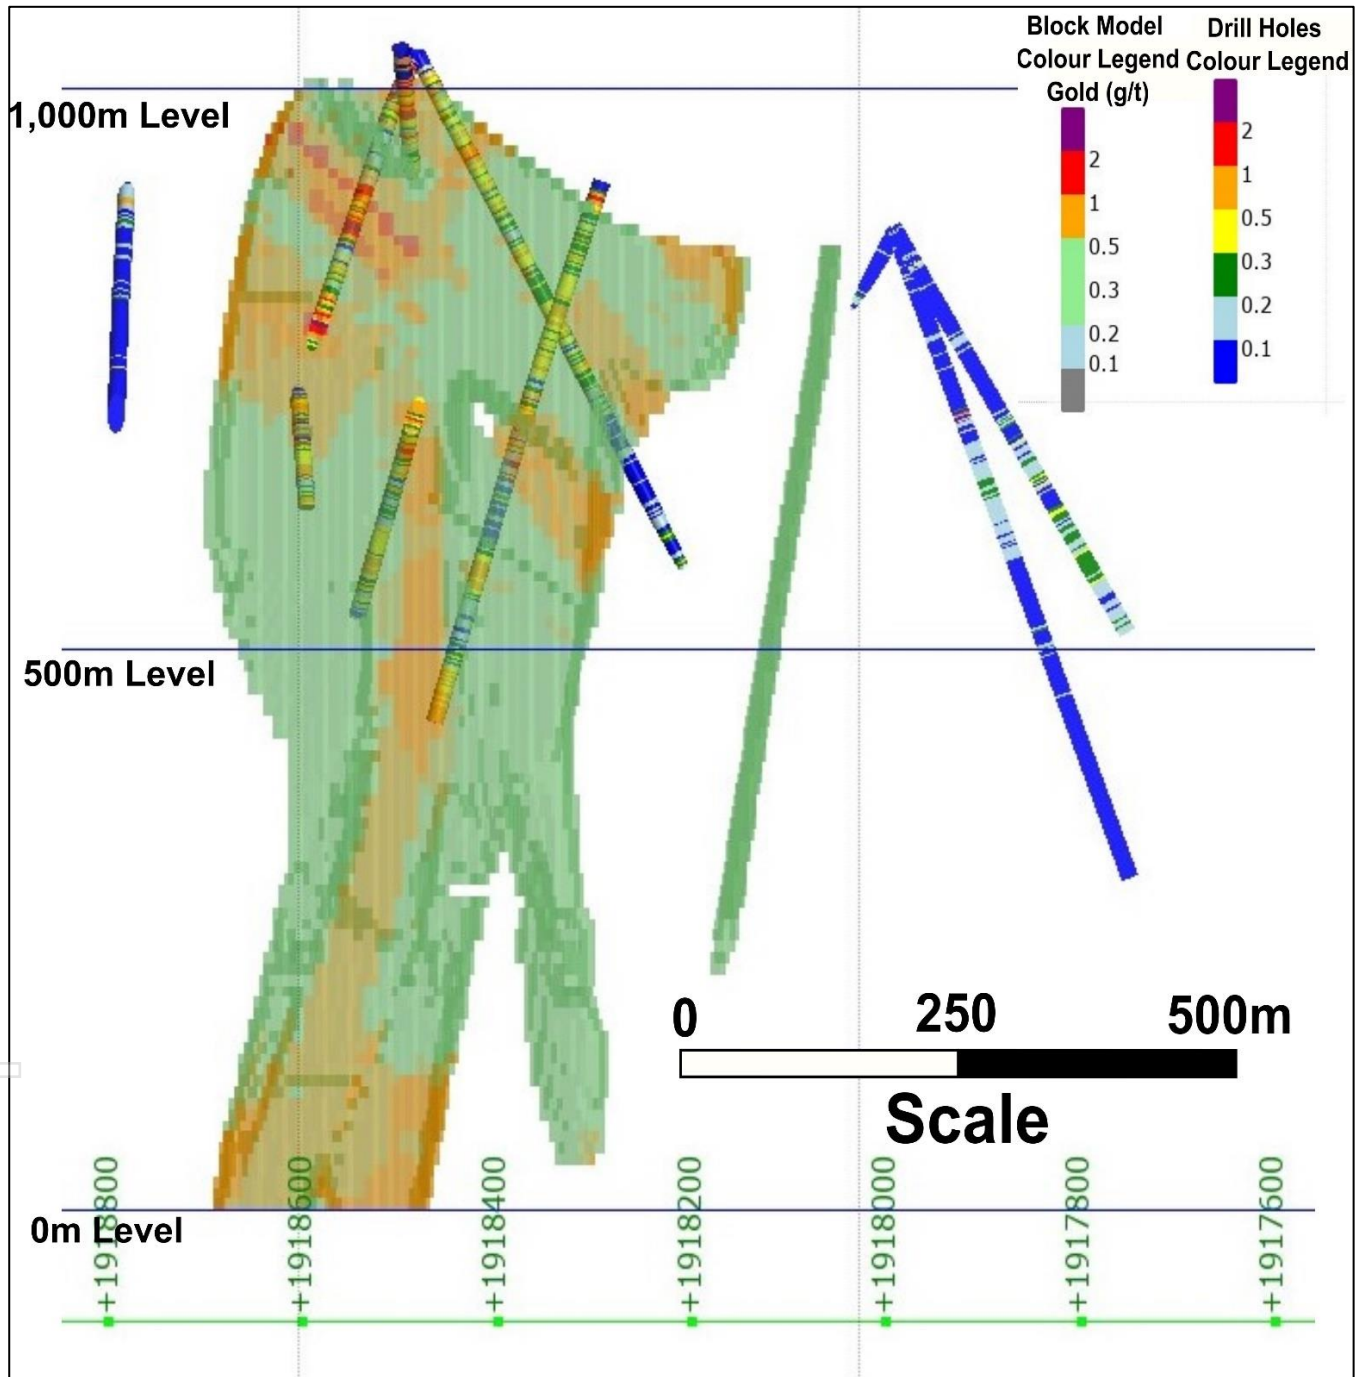 Block Model
Colour Legend
Gold (g/t)
2
1
0.5
0.3
0.2
0.1
Drill Holes
Colour Legend
2
1
0.5
0.3
0.2
0.1
1,000m Level
500m Level
0 250 500m
Scale
0m Level
+1918800 +1918600 +1918400 +1918200 +1918000 +1917800 +1917600